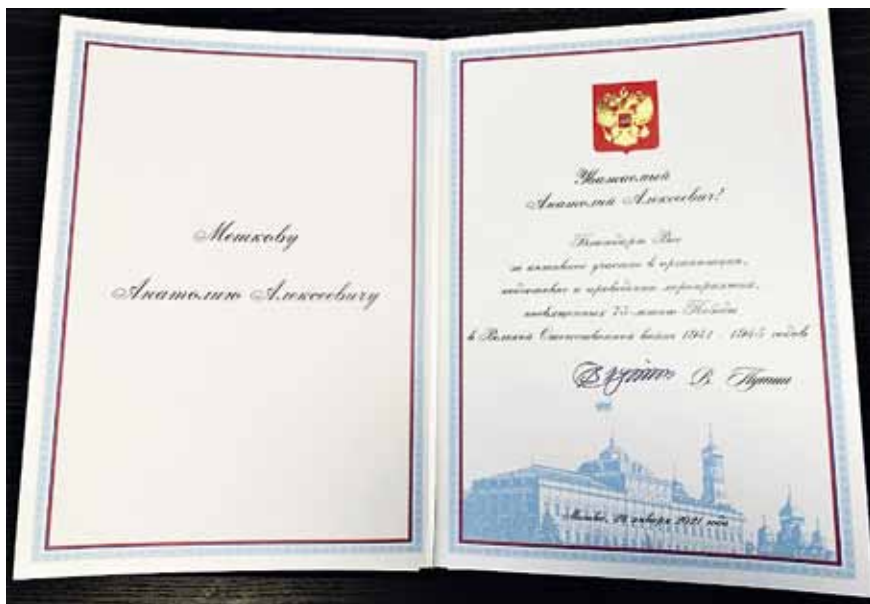 Мешкову
Анатолию Алексеевичу
Уважаемый
Анатолий Алексеевич!
Благодарю Вас
за активное участие в организации,
подготовке и проведении мероприятий,
посвященных 75-летию Победы
в Великой Отечественной войне 1941 - 1945 годов
В. Путин
Москва, 28 января 2021 года